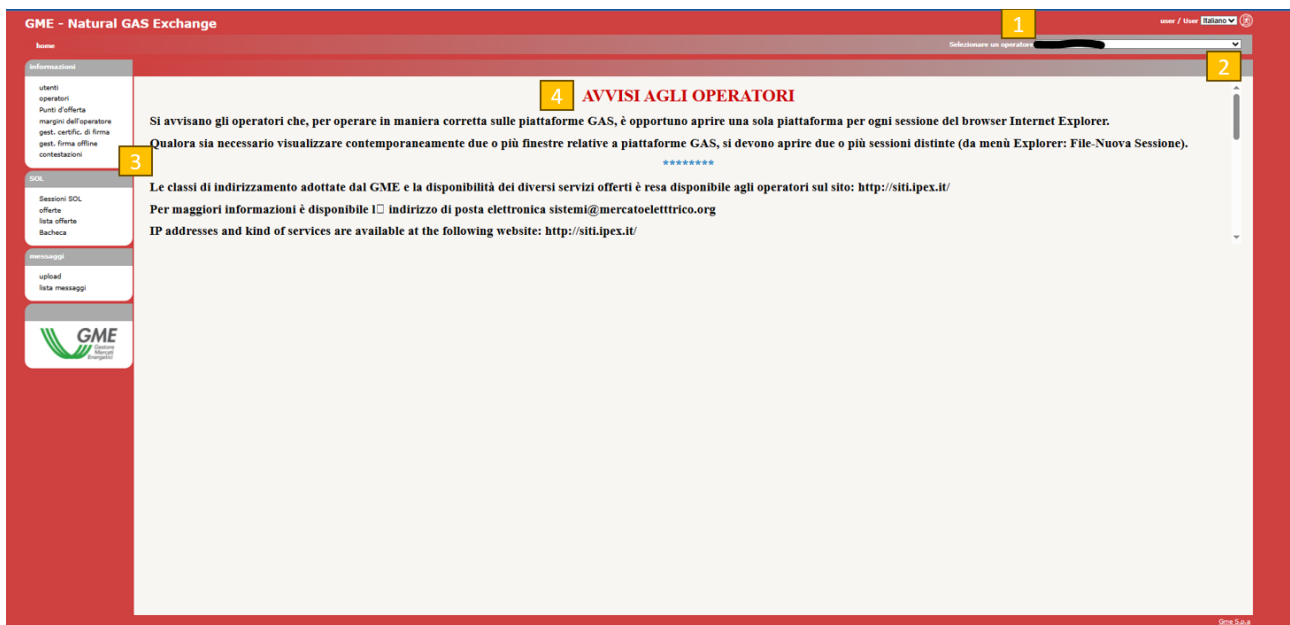 GME - Natural GAS Exchange
1
user / User Italiano
home
Selezionare un operatore
2
informazioni
utenti
operatori
Punti d'offerta
margini dell'operatore
gest. certific. di firma
gest. firma offline
contestazioni
3
SOL
Sessioni SOL
offerte
lista offerte
Bacheca
messaggi
upload
lista messaggi
GME
Gestore
Mercati
Energetici
4
AVVISI AGLI OPERATORI
Si avvisano gli operatori che, per operare in maniera corretta sulle piattaforme GAS, è opportuno aprire una sola piattaforma per ogni sessione del browser Internet Explorer.
Qualora sia necessario visualizzare contemporaneamente due o più finestre relative a piattaforme GAS, si devono aprire due o più sessioni distinte (da menù Explorer: File-Nuova Sessione).
********
Le classi di indirizzamento adottate dal GME e la disponibilità dei diversi servizi offerti è resa disponibile agli operatori sul sito: http://siti.ipex.it/
Per maggiori informazioni è disponibile l□ indirizzo di posta elettronica sistemi@mercatoeletttrico.org
IP addresses and kind of services are available at the following website: http://siti.ipex.it/
Gme S.p.a